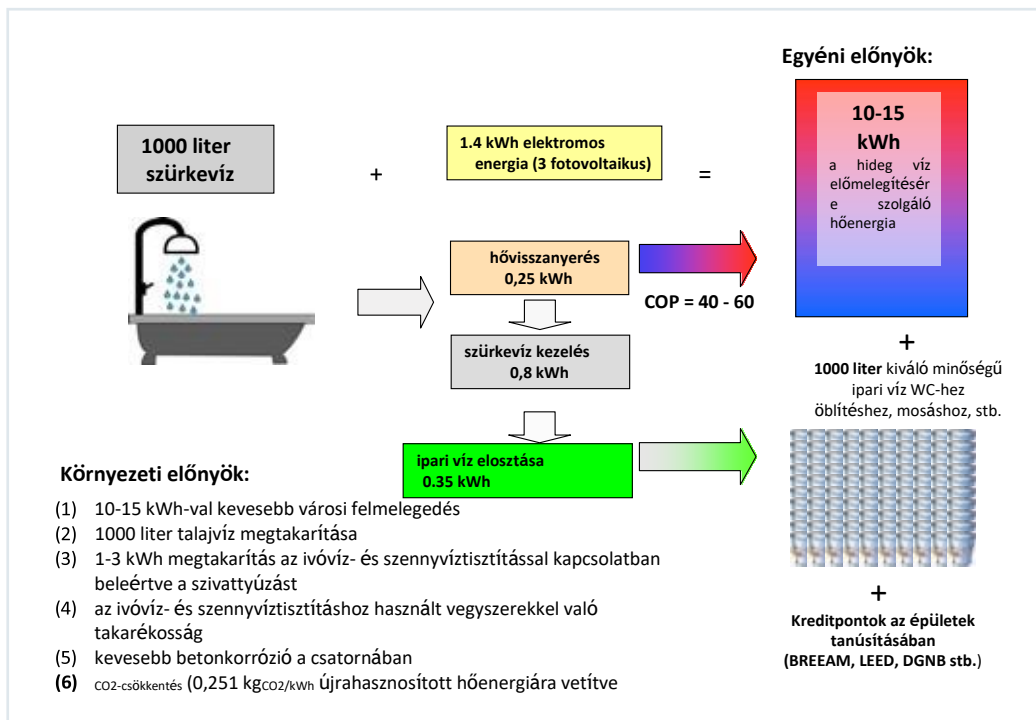 Egyéni előnyök:
1000 liter
szürkevíz
+
1.4 kWh elektromos
energia (3 fotovoltaikus)
=
10-15
kWh
a hideg víz
előmelegítésér
e szolgáló
hőenergia
hővisszanyerés
0,25 kWh
COP = 40 - 60
szürkevíz kezelés
0,8 kWh
+
1000 liter kiváló minőségű
ipari víz WC-hez
öblítéshez, mosáshoz, stb.
ipari víz elosztása
0.35 kWh
Környezeti előnyök:
(1) 10-15 kWh-val kevesebb városi felmelegedés
(2) 1000 liter talajvíz megtakarítása
(3) 1-3 kWh megtakarítás az ivóvíz- és szennyvíztisztítással kapcsolatban
beleértve a szivattyúzást
(4) az ivóvíz- és szennyvíztisztításhoz használt vegyszerekkel való
takarékosság
(5) kevesebb betonkorrózió a csatornában
(6) CO2-csökkentés (0,251 kgCO2/kWh újrahasznosított hőenergiára vetítve
+
Kreditpontok az épületek
tanúsításában
(BREEAM, LEED, DGNB stb.)